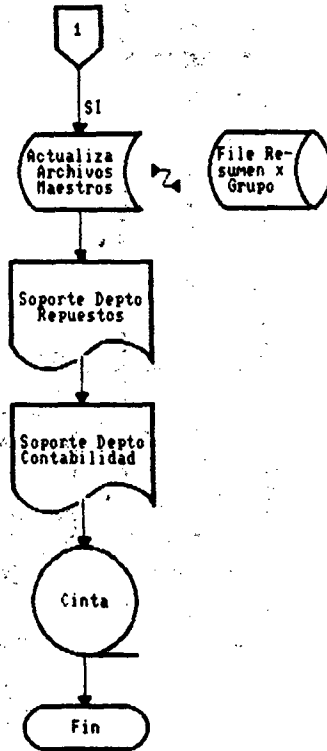 1
SI
Actualiza
Archivos
Maestros
File Re-
sumen x
Grupo
Soporte Depto
Repuestos
Soporte Depto
Contabilidad
Cinta
Fin